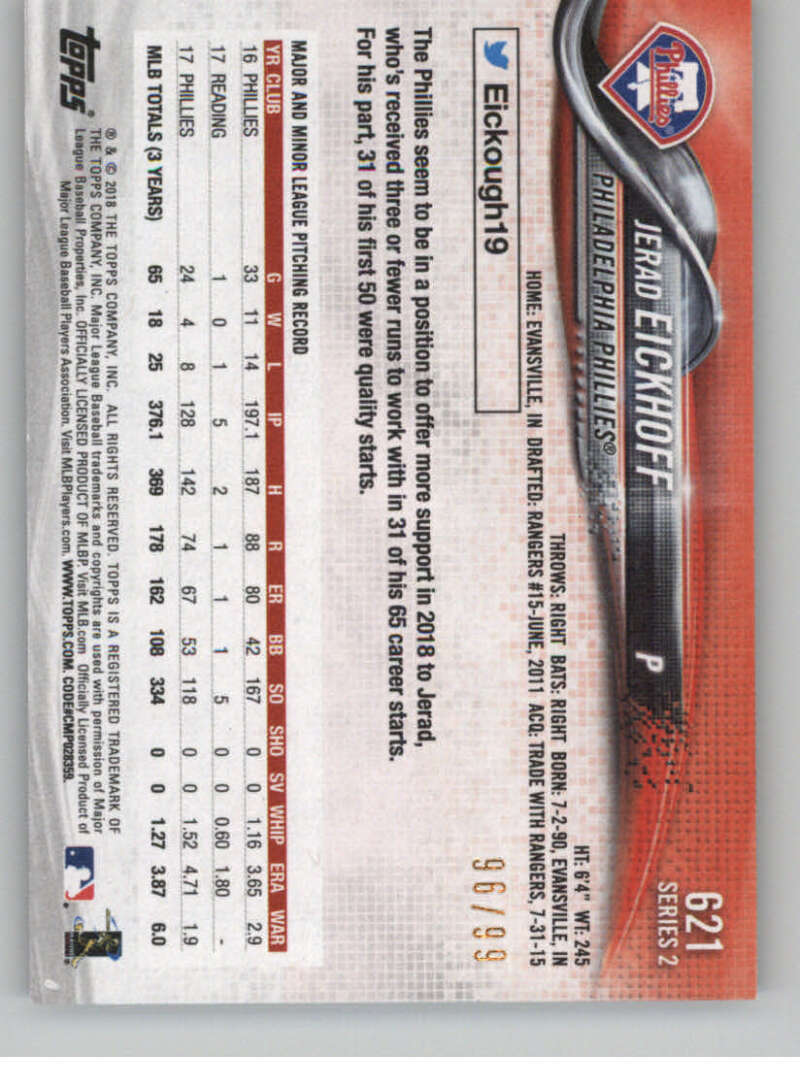 621
SERIES 2
Phillies
JERAD EICKHOFF P
PHILADELPHIA PHILLIES®
HT: 6'4" WT: 245
THROWS: RIGHT BATS: RIGHT BORN: 7-2-90, EVANSVILLE, IN
HOME: EVANSVILLE, IN DRAFTED: RANGERS #15-JUNE, 2011 ACQ: TRADE WITH RANGERS, 7-31-15
Eickough19
96/99
The Phillies seem to be in a position to offer more support in 2018 to Jerad,
who's received three or fewer runs to work with in 31 of his 65 career starts.
For his part, 31 of his first 50 were quality starts.
MAJOR AND MINOR LEAGUE PITCHING RECORD
YR CLUB G W L IP H R ER BB SO SHO SV WHIP ERA WAR
16 PHILLIES 33 11 14 197.1 187 88 80 42 167 0 0 1.16 3.65 2.9
17 READING 1 0 1 5 2 1 1 1 5 0 0 0.60 1.80 -
17 PHILLIES 24 4 8 128 142 74 67 53 118 0 0 1.52 4.71 1.9
MLB TOTALS (3 YEARS) 65 18 25 376.1 369 178 162 108 334 0 0 1.27 3.87 6.0
topps®
® & © 2018 THE TOPPS COMPANY, INC. ALL RIGHTS RESERVED. TOPPS IS A REGISTERED TRADEMARK OF
THE TOPPS COMPANY, INC. Major League Baseball trademarks and copyrights are used with permission of Major
League Baseball Properties, Inc. OFFICIALLY LICENSED PRODUCT OF MLBP. Visit MLB.com Officially Licensed Product of
Major League Baseball Players Association. Visit MLBPlayers.com. WWW.TOPPS.COM. CODE#CMP028359.